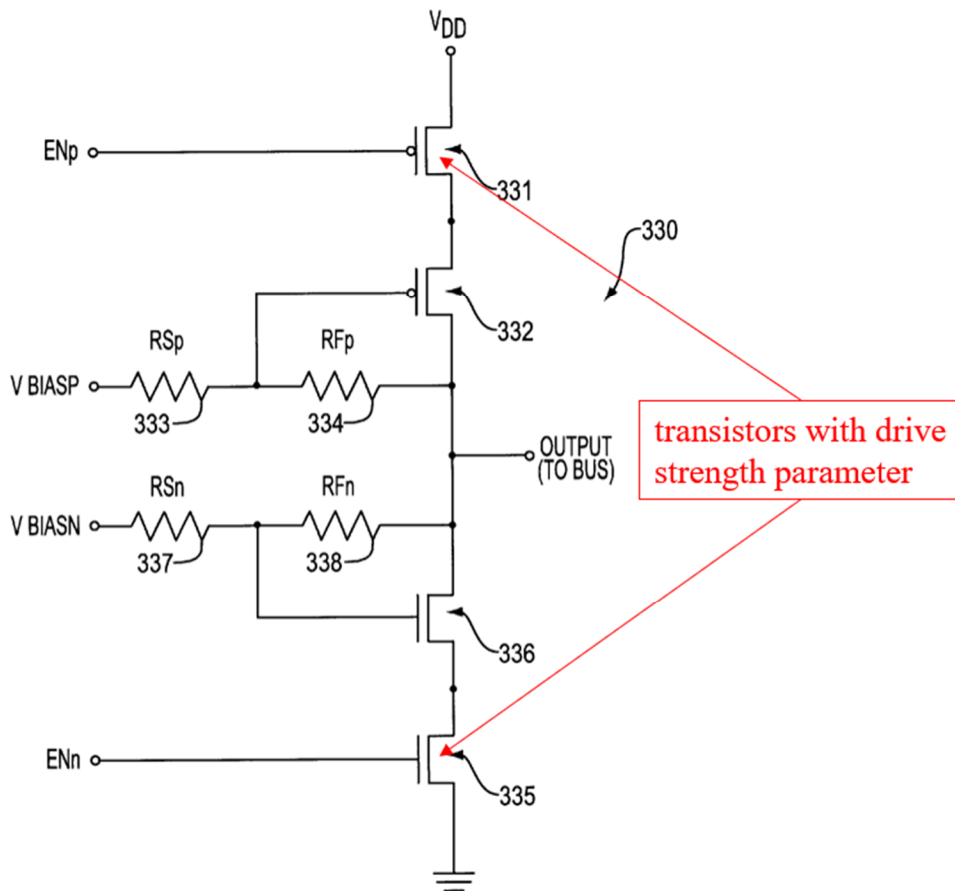 VDD
ENp
331
330
332
RSp
RFp
V BIASP
333
334
transistors with drive
strength parameter
OUTPUT
(TO BUS)
RSn
RFn
V BIASN
337
338
336
ENn
335